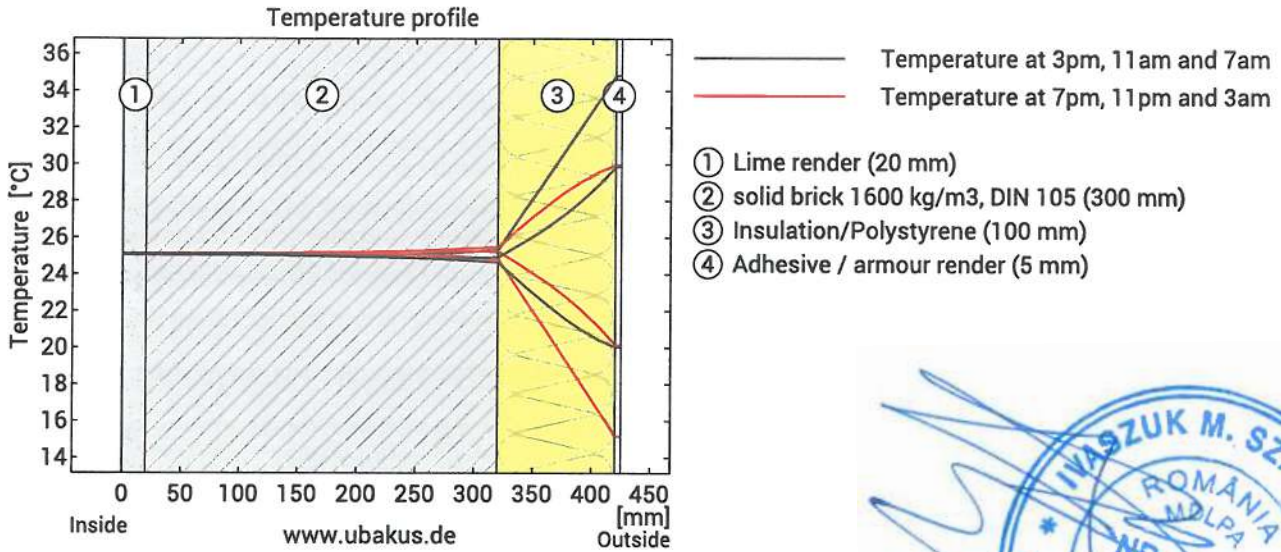 Temperature profile
36
34
32
30
28
26
24
22
20
18
16
14
Temperature [°C]
① ② ③ ④
0 50 100 150 200 250 300 350 400 450
[mm]
Inside www.ubakus.de Outside
Temperature at 3pm, 11am and 7am
Temperature at 7pm, 11pm and 3am
① Lime render (20 mm)
② solid brick 1600 kg/m3, DIN 105 (300 mm)
③ Insulation/Polystyrene (100 mm)
④ Adhesive / armour render (5 mm)
* IVASZUK M.
ROMÂNIA
MDLPA